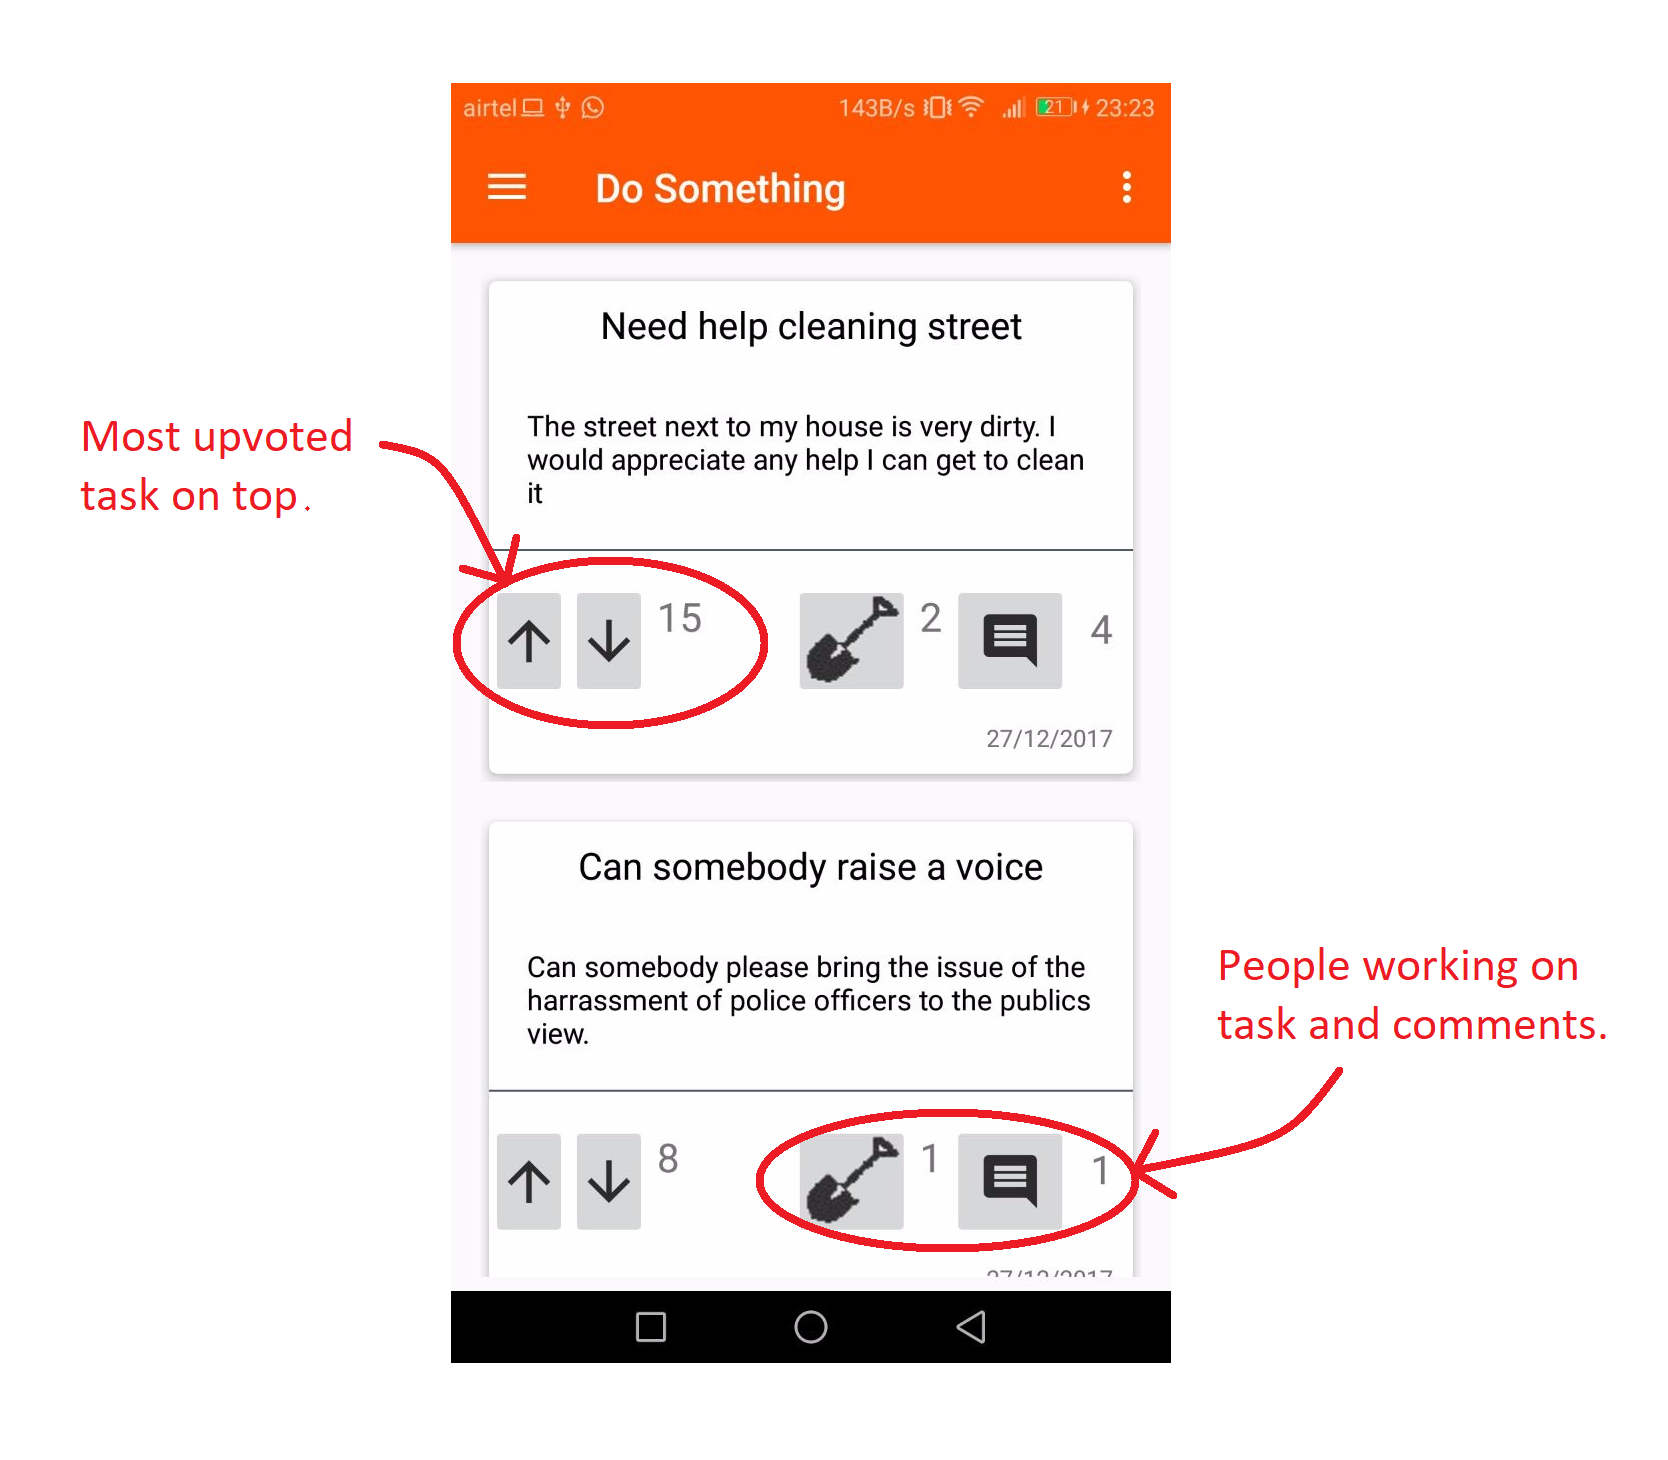 airtel 143B/s 21 23:23
Do Something
Need help cleaning street
The street next to my house is very dirty. I
would appreciate any help I can get to clean
it
Most upvoted
task on top.
15 2 4
27/12/2017
Can somebody raise a voice
Can somebody please bring the issue of the
harrassment of police officers to the publics
view.
People working on
task and comments.
8 1 1
27/12/2017